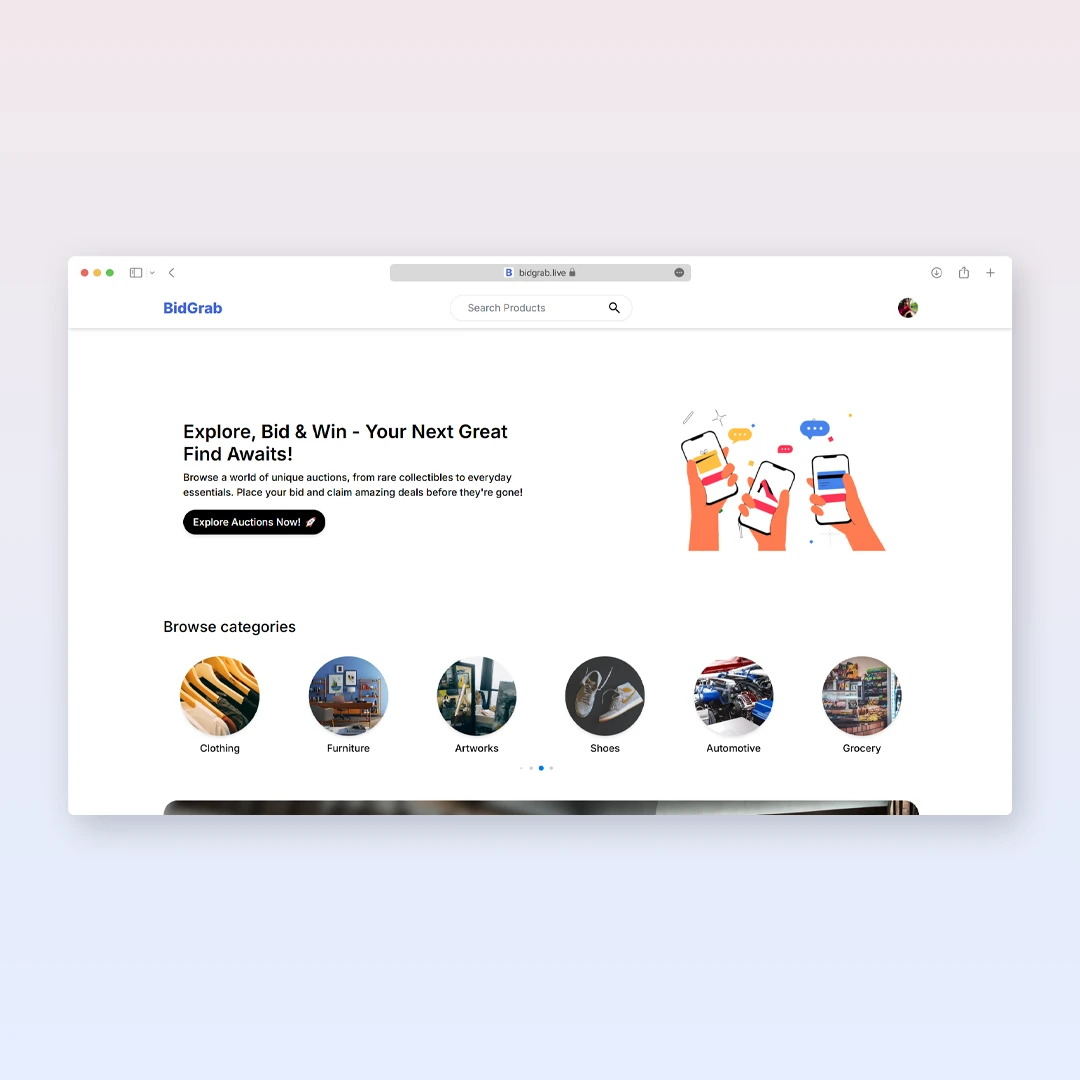 B bidgrab.live
BidGrab
Search Products
Explore, Bid & Win - Your Next Great
Find Awaits!
Browse a world of unique auctions, from rare collectibles to everyday
essentials. Place your bid and claim amazing deals before they're gone!
Explore Auctions Now! 🚀
Browse categories
Clothing
Furniture
Artworks
Shoes
Automotive
Grocery